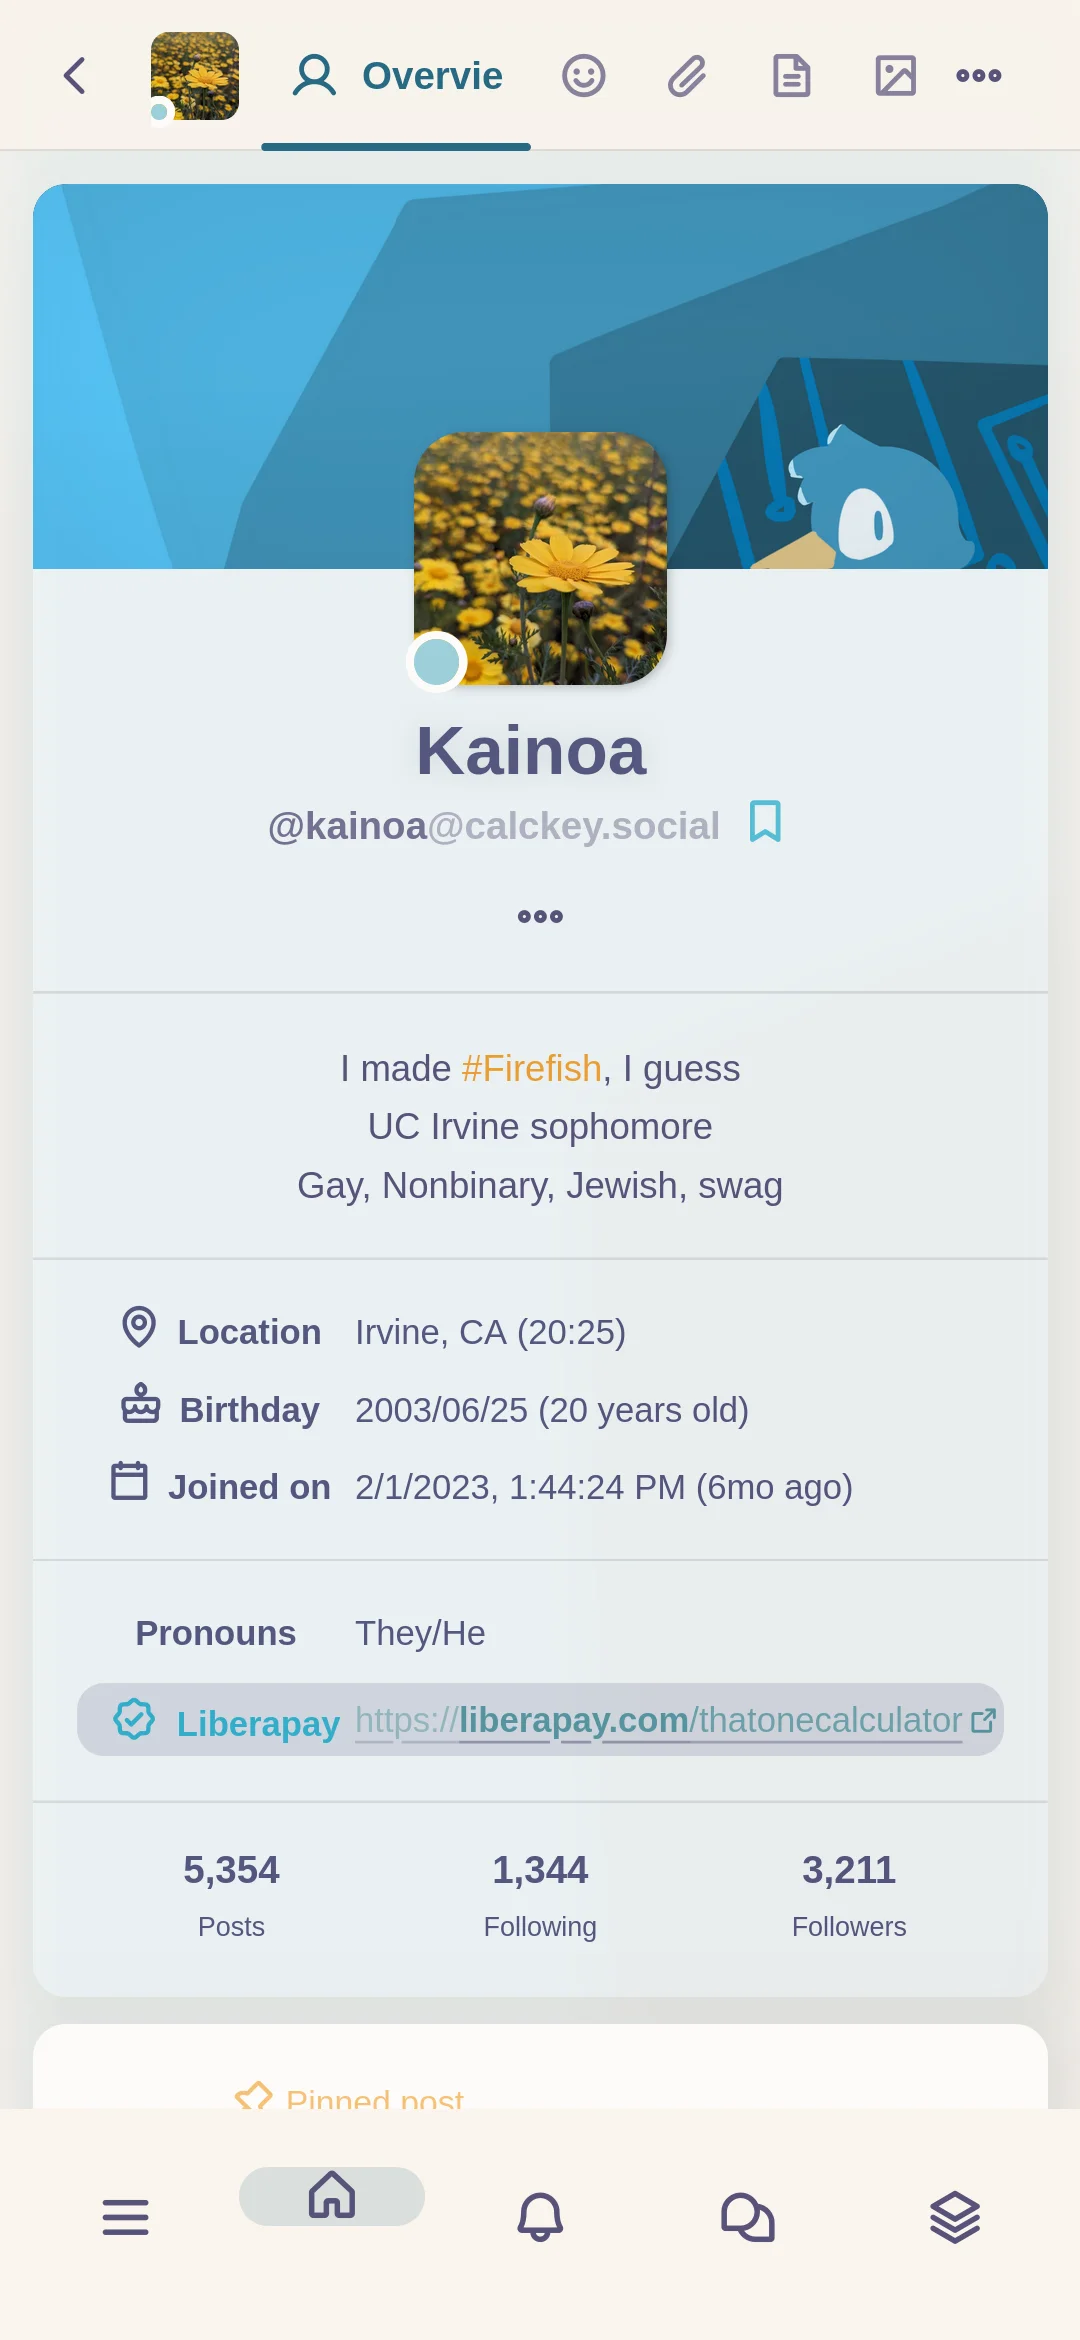 Overvie
Kainoa
@kainoa@calckey.social
I made #Firefish, I guess
UC Irvine sophomore
Gay, Nonbinary, Jewish, swag
Location Irvine, CA (20:25)
Birthday 2003/06/25 (20 years old)
Joined on 2/1/2023, 1:44:24 PM (6mo ago)
Pronouns They/He
Liberapay https://liberapay.com/thatonecalculator
5,354 1,344 3,211
Posts Following Followers
Pinned post